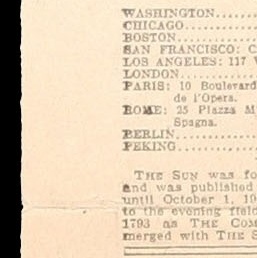 WASHINGTON.......
CHICAGO..........
BOSTON...........
SAN FRANCISCO: C
LOS ANGELES: 117 W
LONDON...........
PARIS: 10 Boulevard
de l'Opera.
ROME: 25 Piazza M
Spagna.
BERLIN...........
PEKING...........
THE SUN was fo
and was published
until October 1, 19
to the evening field
1793 as THE COM
merged with THE S